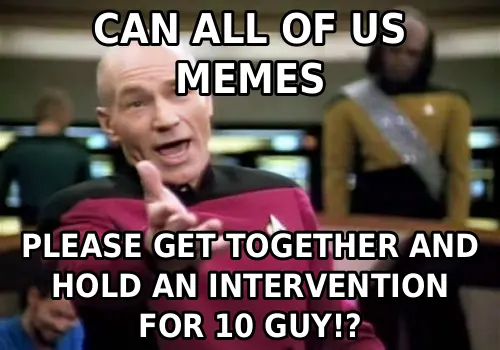 CAN ALL OF US
MEMES
PLEASE GET TOGETHER AND
HOLD AN INTERVENTION
FOR 10 GUY!?